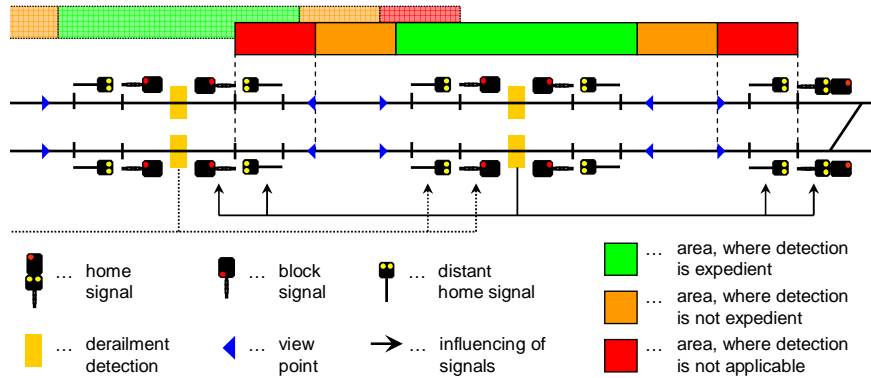 … home
signal
… block
signal
… distant
home signal
… area, where detection
is expedient
… area, where detection
is not expedient
… derailment
detection
… view
point
… influencing of
signals
… area, where detection
is not applicable